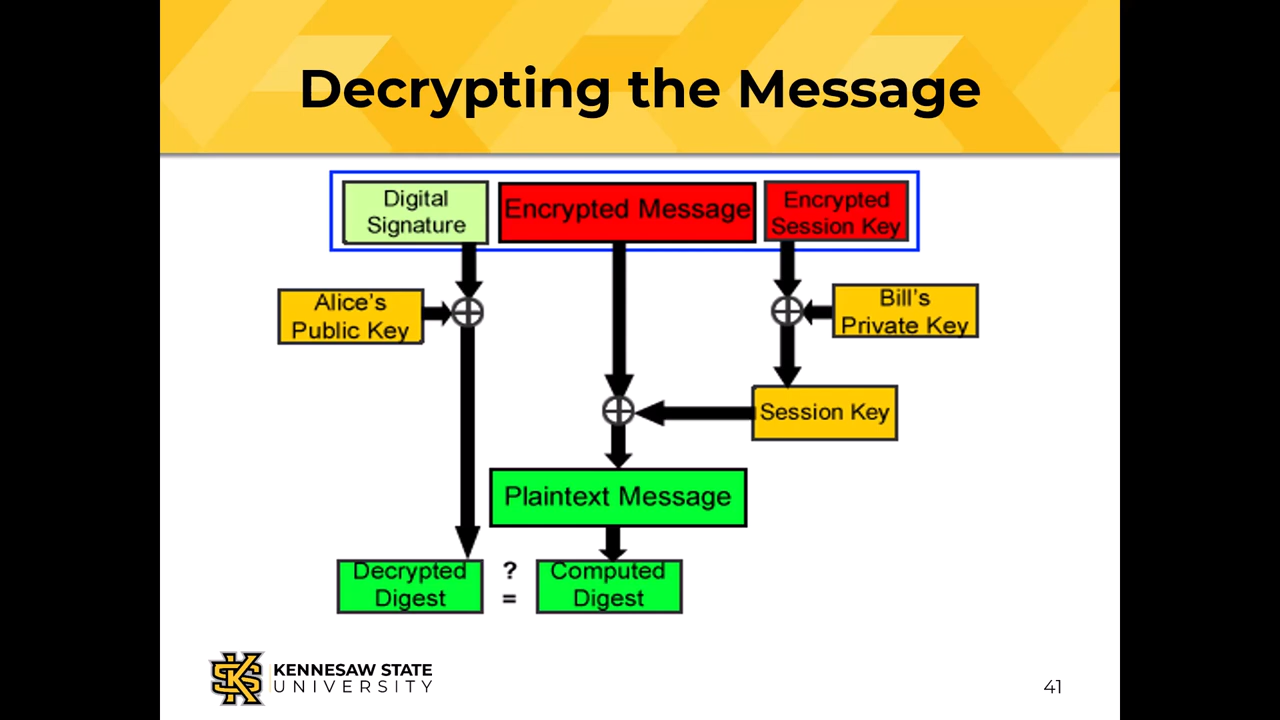 Decrypting the Message
Digital
Signature
Encrypted Message
Encrypted
Session Key
Alice's
Public Key
Bill's
Private Key
Session Key
Plaintext Message
Decrypted
Digest
?
=
Computed
Digest
KENNESAW STATE
UNIVERSITY
41